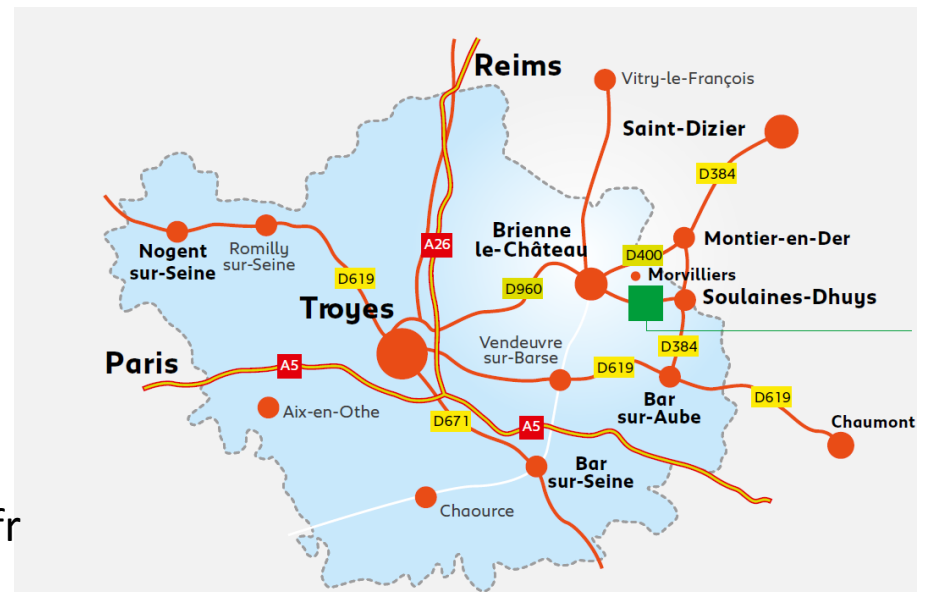 Reims
Vitry-le-François
Saint-Dizier
D384
Brienne
le-Château
A26
D400
Montier-en-Der
Nogent
sur-Seine
Romilly
sur-Seine
D619
D960
Morvilliers
Soulaines-Dhuys
Troyes
Vendeuvre
sur-Barse
D384
Paris
A5
D619
D619
Aix-en-Othe
D671
A5
Bar
sur-Aube
Chaumont
Bar
sur-Seine
Chaource
fr